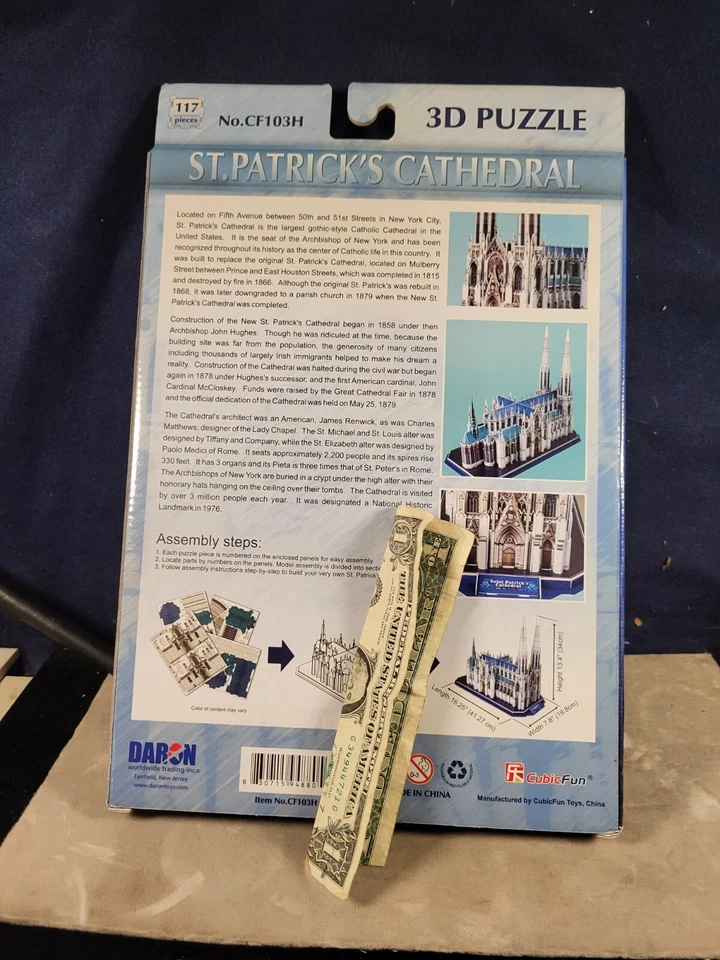 117
pieces
No.CF103H
3D PUZZLE
ST.PATRICK'S CATHEDRAL
Located on Fifth Avenue between 50th and 51st Streets in New York City,
St. Patrick's Cathedral is the largest gothic-style Catholic Cathedral in the
United States. It is the seat of the Archbishop of New York and has been
recognized throughout its history as the center of Catholic life in this country. It
was built to replace the original St. Patrick's Cathedral, located on Mulberry
Street between Prince and East Houston Streets, which was completed in 1815
and destroyed by fire in 1866. Although the original St. Patrick's was rebuilt in
1868, it was later downgraded to a parish church in 1879 when the New St.
Patrick's Cathedral was completed.
Construction of the New St. Patrick's Cathedral began in 1858 under then
Archbishop John Hughes. Though he was ridiculed at the time, because the
building site was far from the population, the generosity of many citizens
including thousands of largely Irish immigrants helped to make his dream a
reality. Construction of the Cathedral was halted during the civil war but began
again in 1878 under Hughes's successor, and the first American cardinal, John
Cardinal McCloskey. Funds were raised by the Great Cathedral Fair in 1878
and the official dedication of the Cathedral was held on May 25, 1879.
The Cathedral's architect was an American, James Renwick, as was Charles
Matthews, designer of the Lady Chapel. The St. Michael and St. Louis alter was
designed by Tiffany and Company, while the St. Elizabeth alter was designed by
Paolo Medici of Rome. It seats approximately 2,200 people and its spires rise
330 feet. It has 3 organs and its Pieta is three times that of St. Peter's in Rome.
The Archbishops of New York are buried in a crypt under the high alter with their
honorary hats hanging on the ceiling over their tombs. The Cathedral is visited
by over 3 million people each year. It was designated a National Historic
Landmark in 1976.
Saint Patrick's
Cathedral
Assembly steps:
1. Each puzzle piece is numbered on the enclosed panels for easy assembly
2. Locate parts by numbers on the panels. Model assembly is divided into
3. Follow assembly instructions step-by-step to build your very own St. Patrick's
Color of content may vary
Height 13.4" (34cm)
Length 16.25" (41.27 cm)
Width 7.8" (19.8cm)
THE UNITED STATES OF AMERICA
DARON
worldwide trading inc.®
Fairfield, New Jersey
www.darontoys.com
8 30715 94880
Item No.CF103H
0-3
IN CHINA
CubicFun®
Manufactured by CubicFun Toys, China